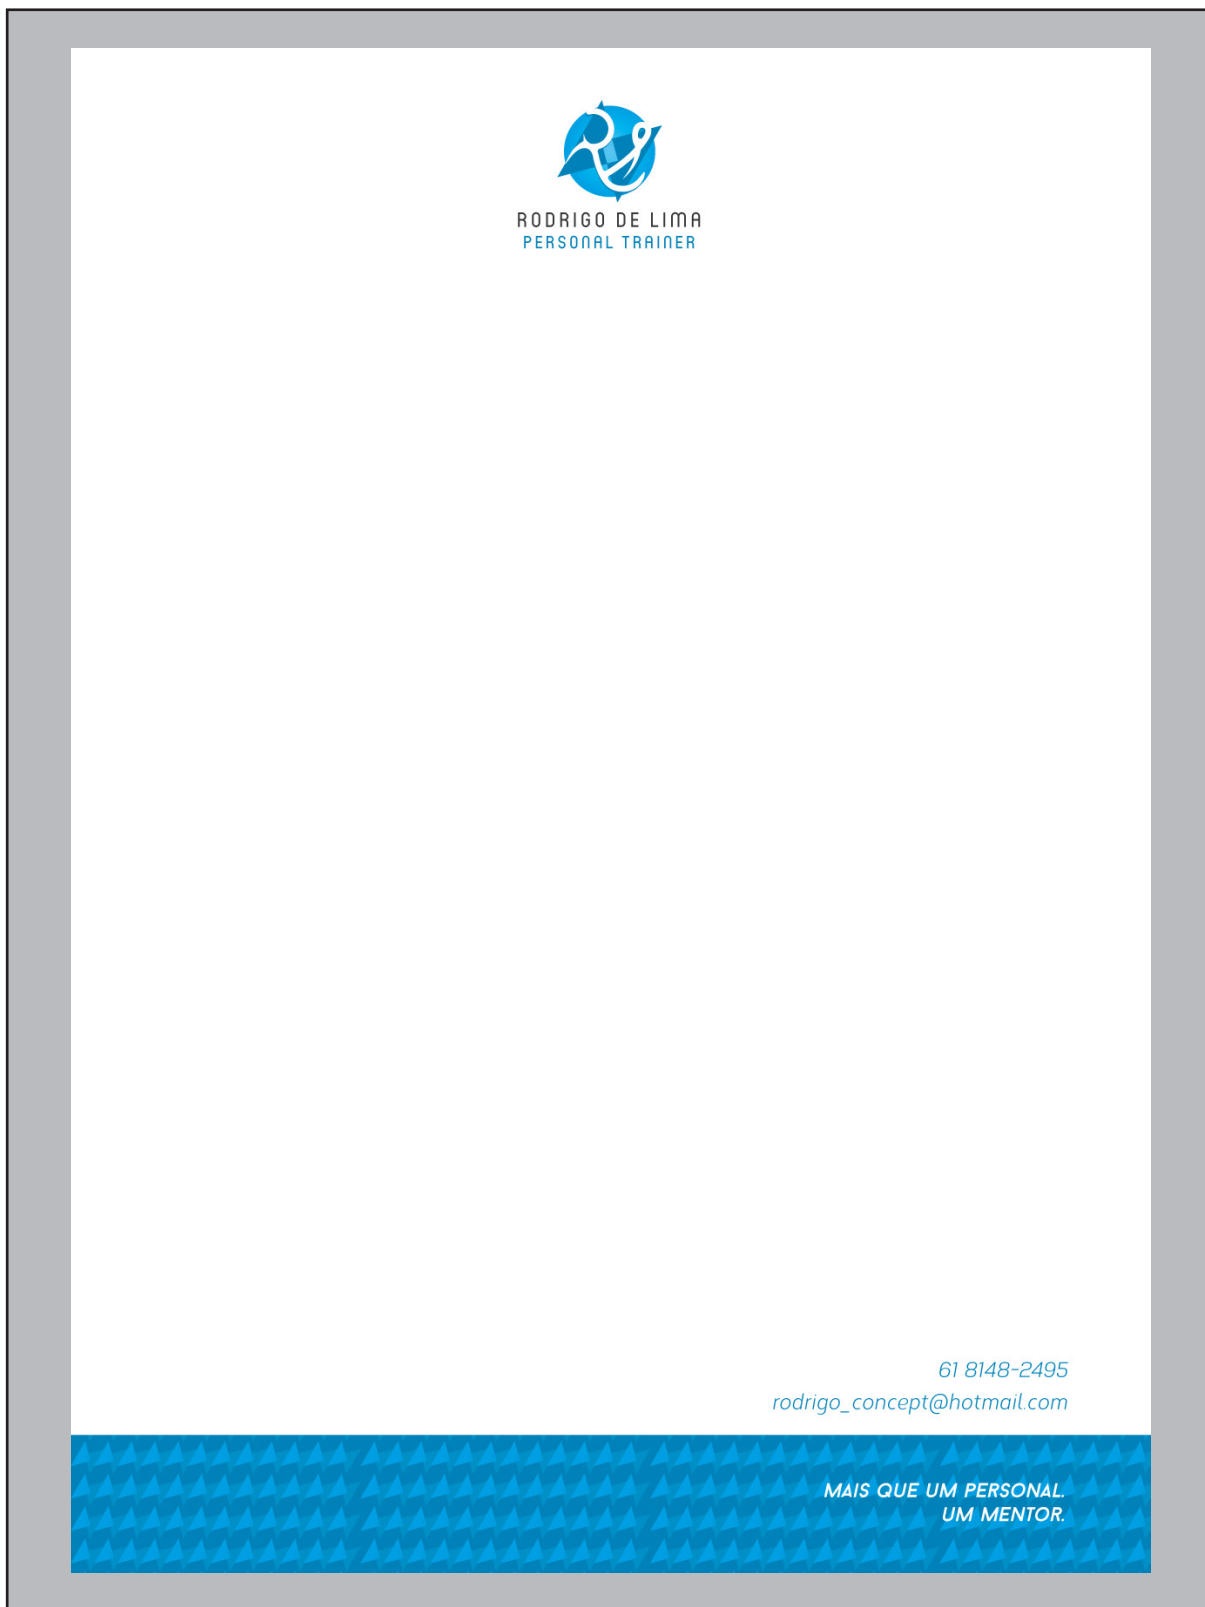 RODRIGO DE LIMA
PERSONAL TRAINER
61 8148-2495
rodrigo_concept@hotmail.com
MAIS QUE UM PERSONAL.
UM MENTOR.